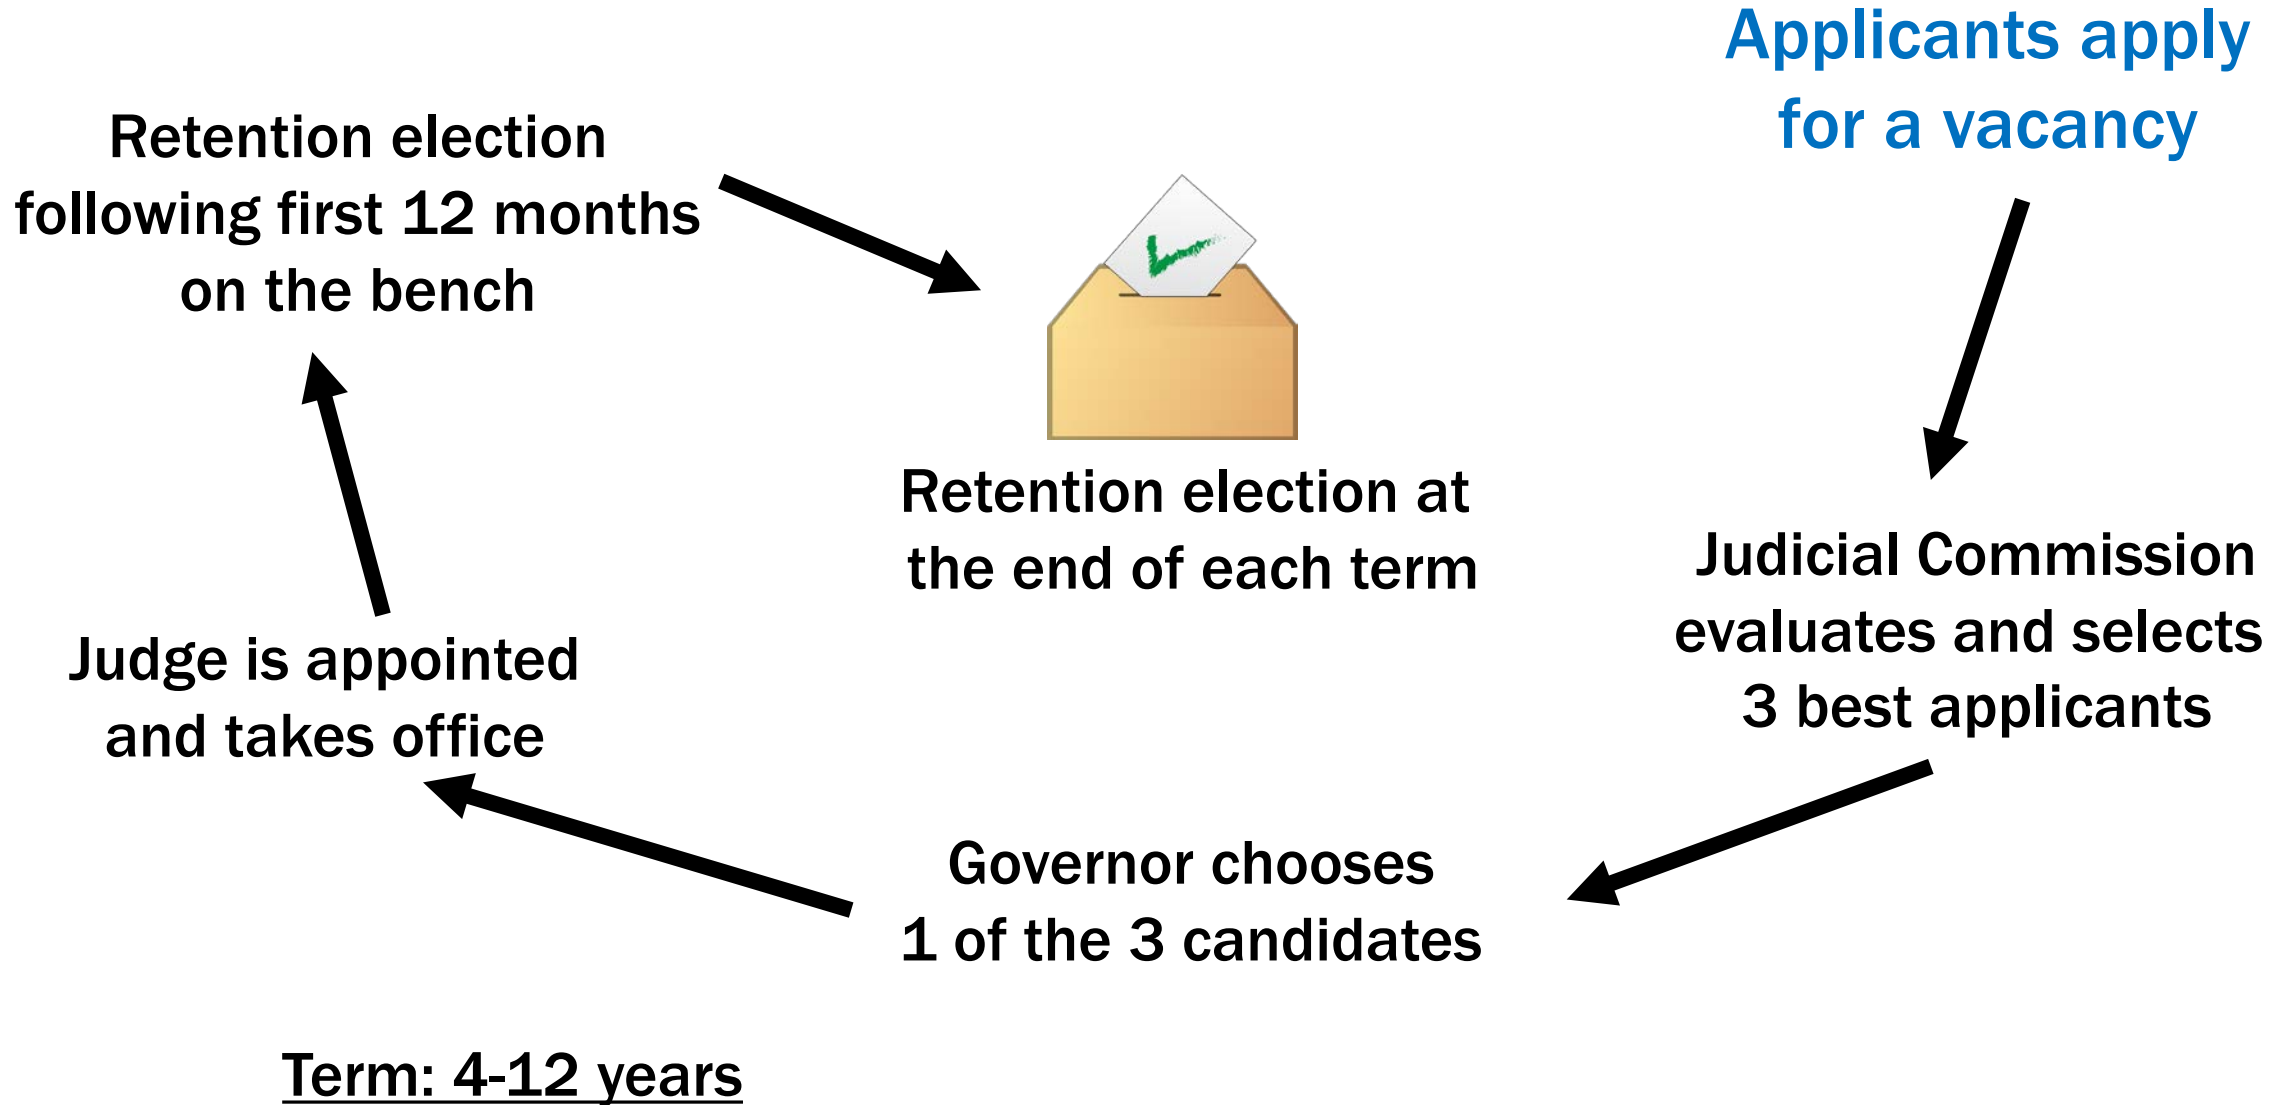 Applicants apply
for a vacancy
Judicial Commission
evaluates and selects
3 best applicants
Governor chooses
1 of the 3 candidates
Judge is appointed
and takes office
Retention election
following first 12 months
on the bench
Retention election at
the end of each term
Term: 4-12 years